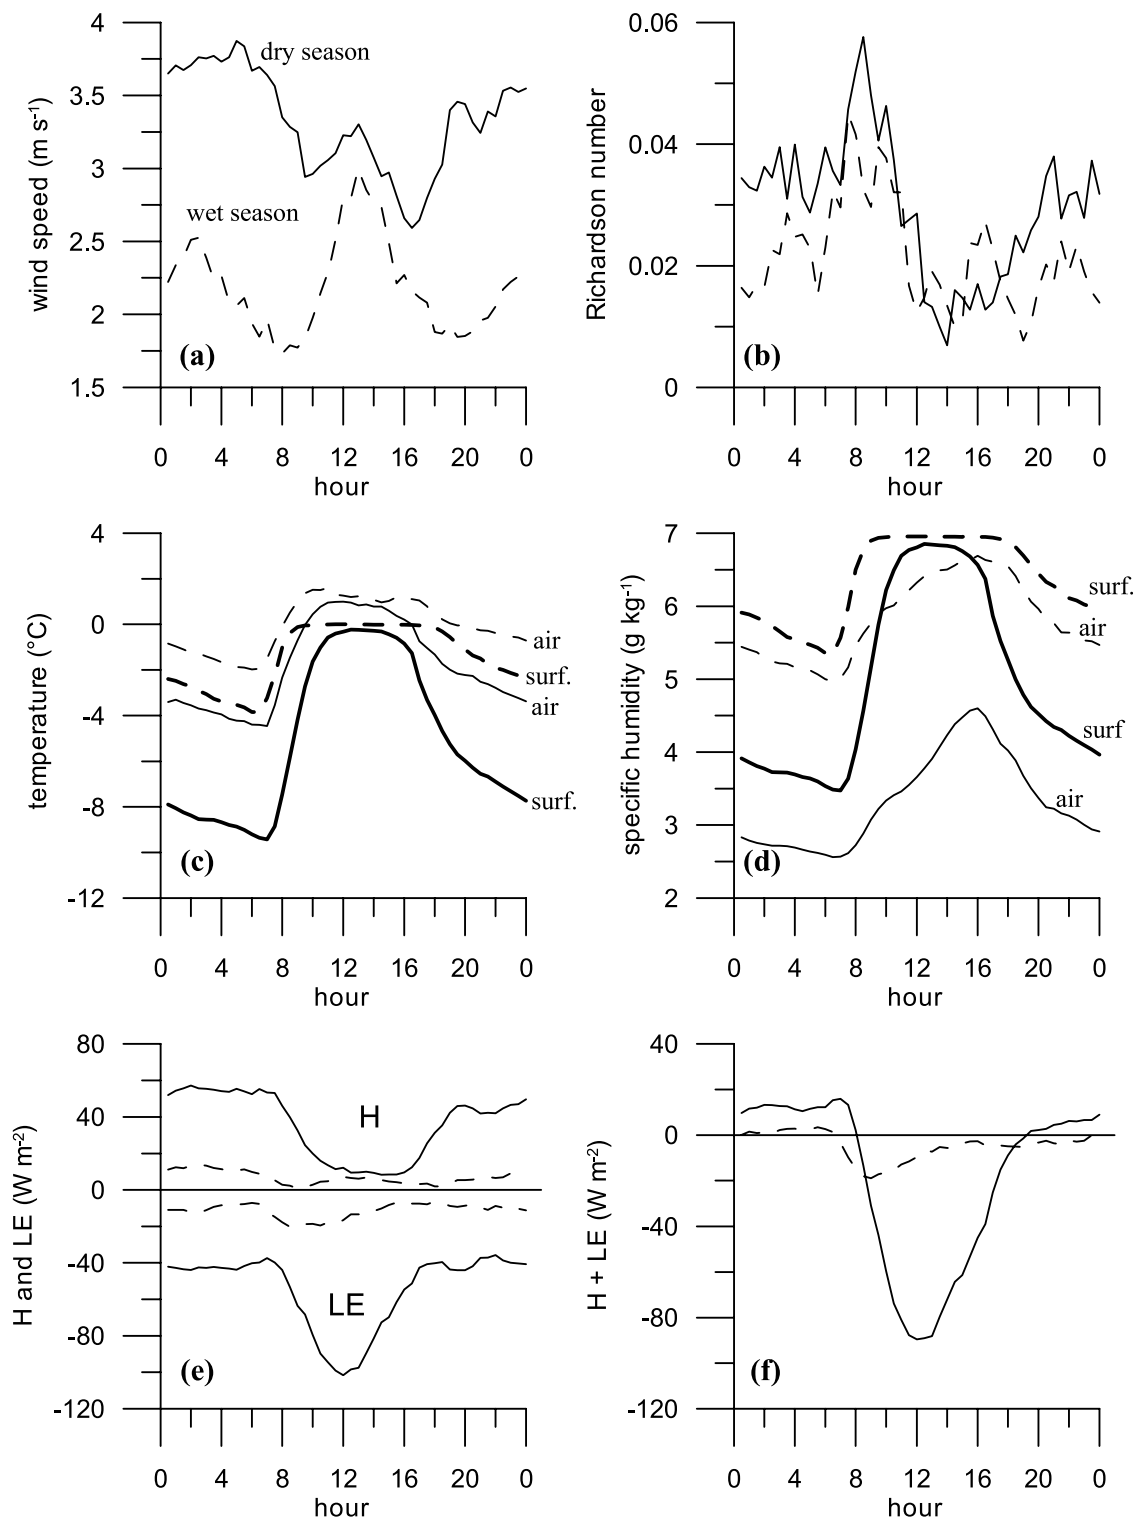 4
3.5
3
2.5
2
1.5
wind speed (m s-1)
dry season
wet season
(a)
0 4 8 12 16 20 0
hour
0.06
0.04
0.02
0
Richardson number
(b)
0 4 8 12 16 20 0
hour
4
0
-4
-8
-12
temperature (°C)
air
surf.
air
surf.
(c)
0 4 8 12 16 20 0
hour
7
6
5
4
3
2
specific humidity (g kg-1)
surf.
air
surf
air
(d)
0 4 8 12 16 20 0
hour
80
40
0
-40
-80
-120
H and LE (W m-2)
H
LE
(e)
0 4 8 12 16 20 0
hour
40
0
-40
-80
-120
H + LE (W m-2)
(f)
0 4 8 12 16 20 0
hour